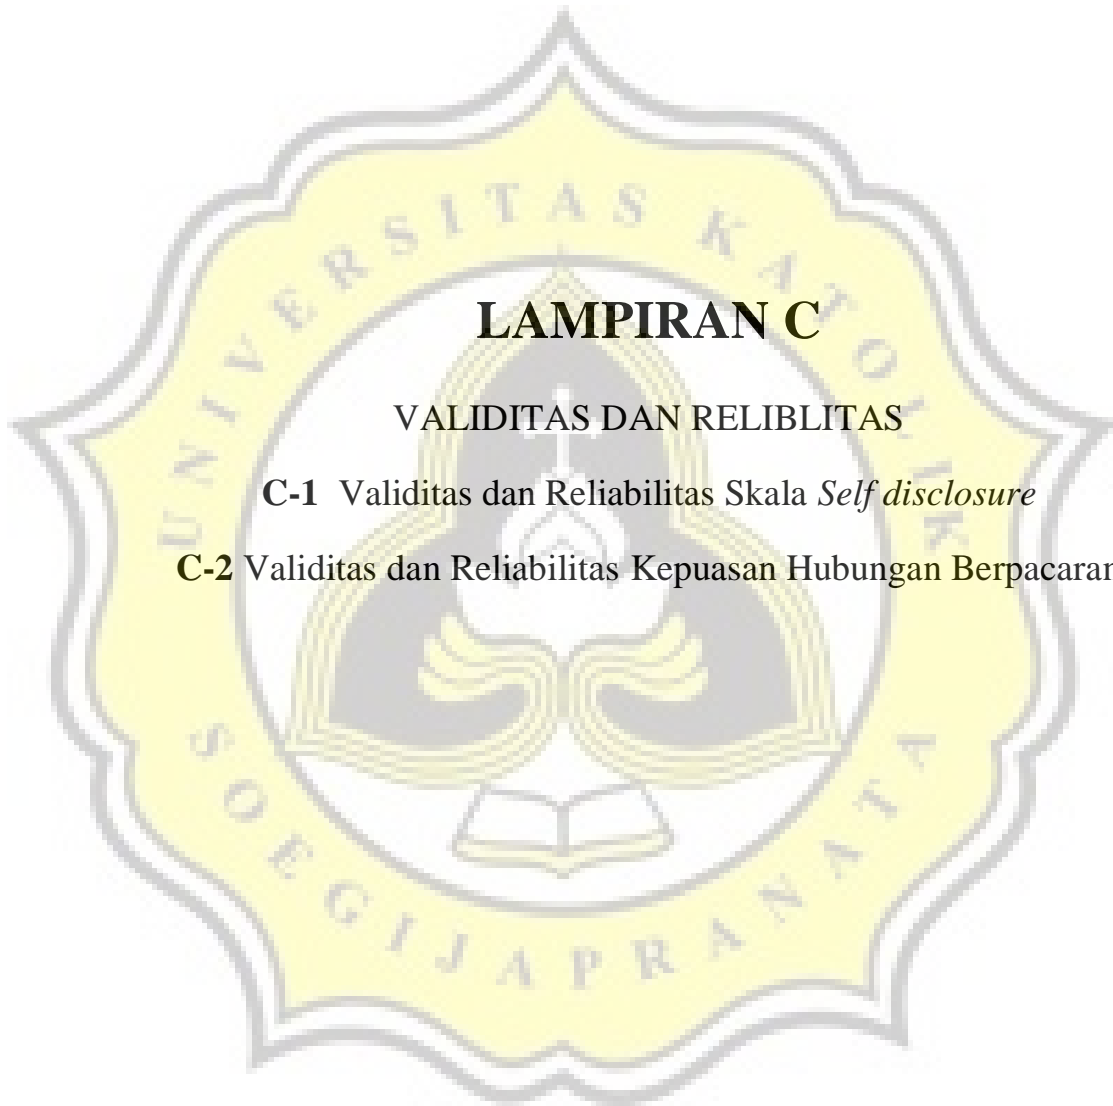 UNIVERSITAS KATOLIK
LAMPIRAN C
VALIDITAS DAN RELIBLITAS
C-1 Validitas dan Reliabilitas Skala Self disclosure
C-2 Validitas dan Reliabilitas Kepuasan Hubungan Berpacaran
SOEGIJAPRANATA